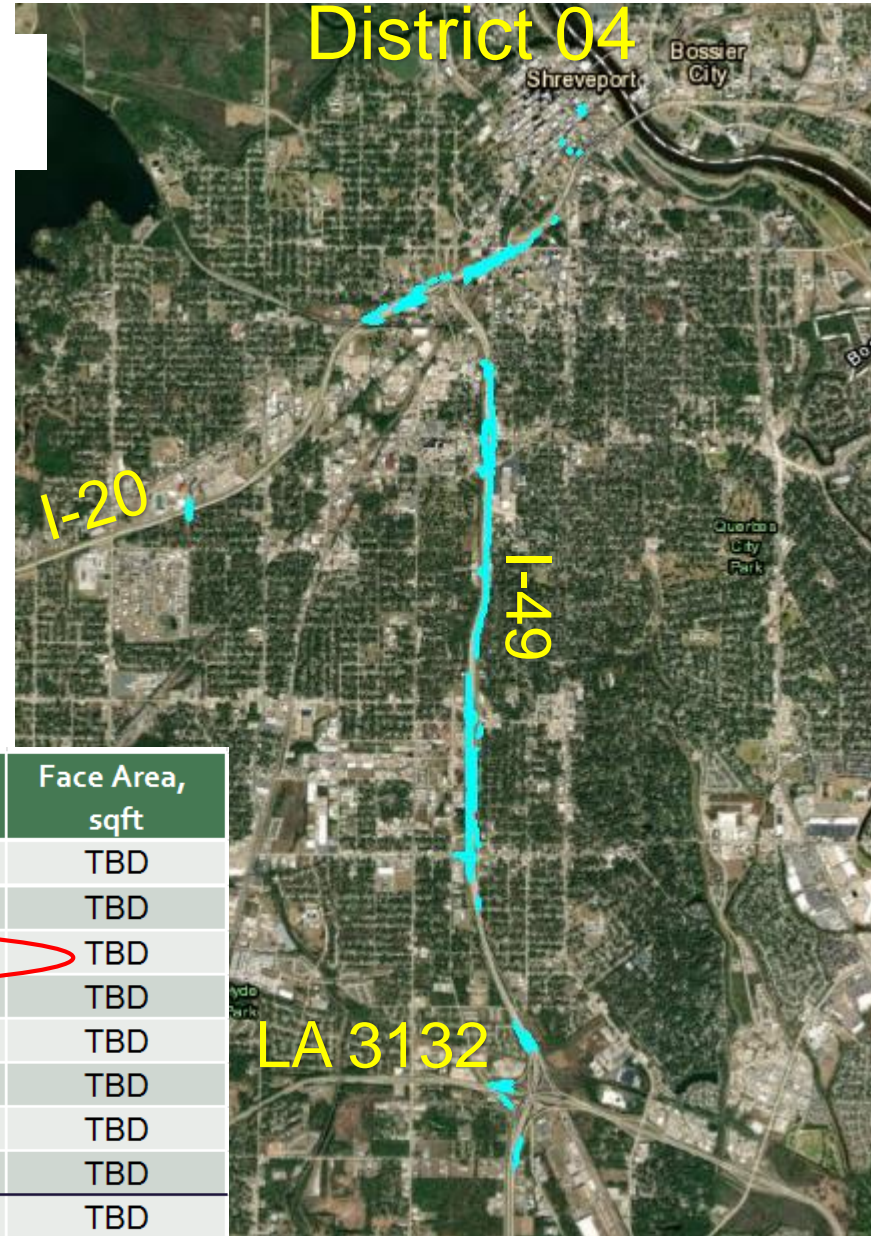 District 04
Bossier
City
Shreveport
I-20
Querbes
City
Park
I-49
Face Area,
sqft
TBD
TBD
TBD
TBD
TBD
TBD
TBD
TBD
TBD
Park
LA 3132